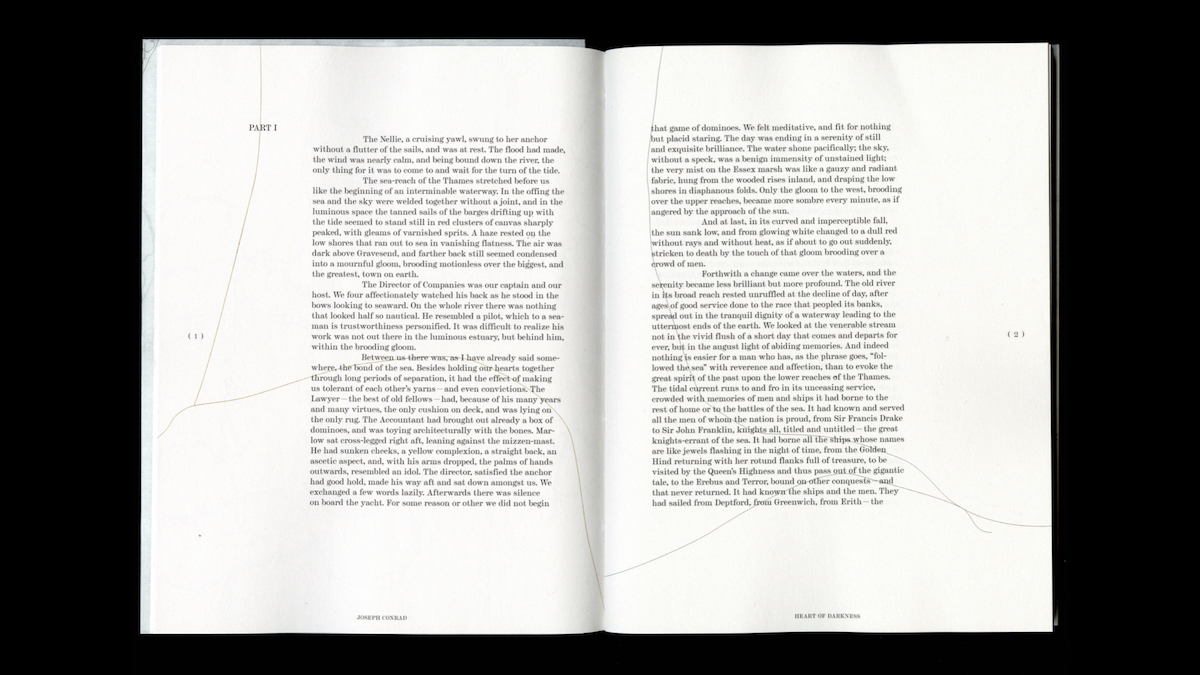 PART I
The Nellie, a cruising yawl, swung to her anchor
without a flutter of the sails, and was at rest. The flood had made,
the wind was nearly calm, and being bound down the river, the
only thing for it was to come to and wait for the turn of the tide.
The sea-reach of the Thames stretched before us
like the beginning of an interminable waterway. In the offing the
sea and the sky were welded together without a joint, and in the
luminous space the tanned sails of the barges drifting up with
the tide seemed to stand still in red clusters of canvas sharply
peaked, with gleams of varnished sprits. A haze rested on the
low shores that ran out to sea in vanishing flatness. The air was
dark above Gravesend, and farther back still seemed condensed
into a mournful gloom, brooding motionless over the biggest, and
the greatest, town on earth.
The Director of Companies was our captain and our
host. We four affectionately watched his back as he stood in the
bows looking to seaward. On the whole river there was nothing
that looked half so nautical. He resembled a pilot, which to a sea-
man is trustworthiness personified. It was difficult to realize his
work was not out there in the luminous estuary, but behind him,
within the brooding gloom.
Between us there was, as I have already said some-
where, the bond of the sea. Besides holding our hearts together
through long periods of separation, it had the effect of making
us tolerant of each other's yarns – and even convictions. The
Lawyer – the best of old fellows – had, because of his many years
and many virtues, the only cushion on deck, and was lying on
the only rug. The Accountant had brought out already a box of
dominoes, and was toying architecturally with the bones. Mar-
low sat cross-legged right aft, leaning against the mizzen-mast.
He had sunken cheeks, a yellow complexion, a straight back, an
ascetic aspect, and, with his arms dropped, the palms of hands
outwards, resembled an idol. The director, satisfied the anchor
had good hold, made his way aft and sat down amongst us. We
exchanged a few words lazily. Afterwards there was silence
on board the yacht. For some reason or other we did not begin
( 1 )
JOSEPH CONRAD
that game of dominoes. We felt meditative, and fit for nothing
but placid staring. The day was ending in a serenity of still
and exquisite brilliance. The water shone pacifically; the sky,
without a speck, was a benign immensity of unstained light;
the very mist on the Essex marsh was like a gauzy and radiant
fabric, hung from the wooded rises inland, and draping the low
shores in diaphanous folds. Only the gloom to the west, brooding
over the upper reaches, became more sombre every minute, as if
angered by the approach of the sun.
And at last, in its curved and imperceptible fall,
the sun sank low, and from glowing white changed to a dull red
without rays and without heat, as if about to go out suddenly,
stricken to death by the touch of that gloom brooding over a
crowd of men.
Forthwith a change came over the waters, and the
serenity became less brilliant but more profound. The old river
in its broad reach rested unruffled at the decline of day, after
ages of good service done to the race that peopled its banks,
spread out in the tranquil dignity of a waterway leading to the
uttermost ends of the earth. We looked at the venerable stream
not in the vivid flush of a short day that comes and departs for
ever, but in the august light of abiding memories. And indeed
nothing is easier for a man who has, as the phrase goes, "fol-
lowed the sea" with reverence and affection, than to evoke the
great spirit of the past upon the lower reaches of the Thames.
The tidal current runs to and fro in its unceasing service,
crowded with memories of men and ships it had borne to the
rest of home or to the battles of the sea. It had known and served
all the men of whom the nation is proud, from Sir Francis Drake
to Sir John Franklin, knights all, titled and untitled – the great
knights-errant of the sea. It had borne all the ships whose names
are like jewels flashing in the night of time, from the Golden
Hind returning with her rotund flanks full of treasure, to be
visited by the Queen's Highness and thus pass out of the gigantic
tale, to the Erebus and Terror, bound on other conquests – and
that never returned. It had known the ships and the men. They
had sailed from Deptford, from Greenwich, from Erith – the
( 2 )
HEART OF DARKNESS